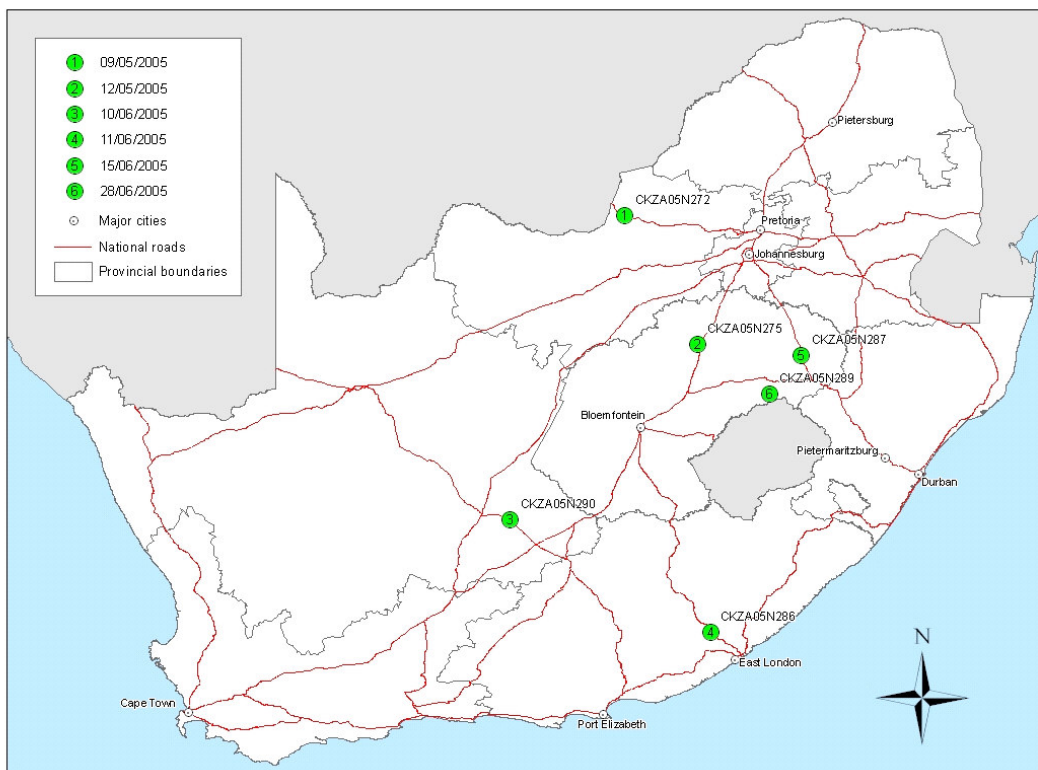 1 09/05/2005
2 12/05/2005
3 10/06/2005
4 11/06/2005
5 15/06/2005
6 28/06/2005
Major cities
National roads
Provincial boundaries
Pietersburg
CKZA05N272
1
Pretoria
Johannesburg
CKZA05N275
2
CKZA05N287
5
CKZA05N289
6
Bloemfontein
Pietermaritzburg
Durban
CKZA05N290
3
CKZA05N286
4
East London
N
Cape Town
Port Elizabeth